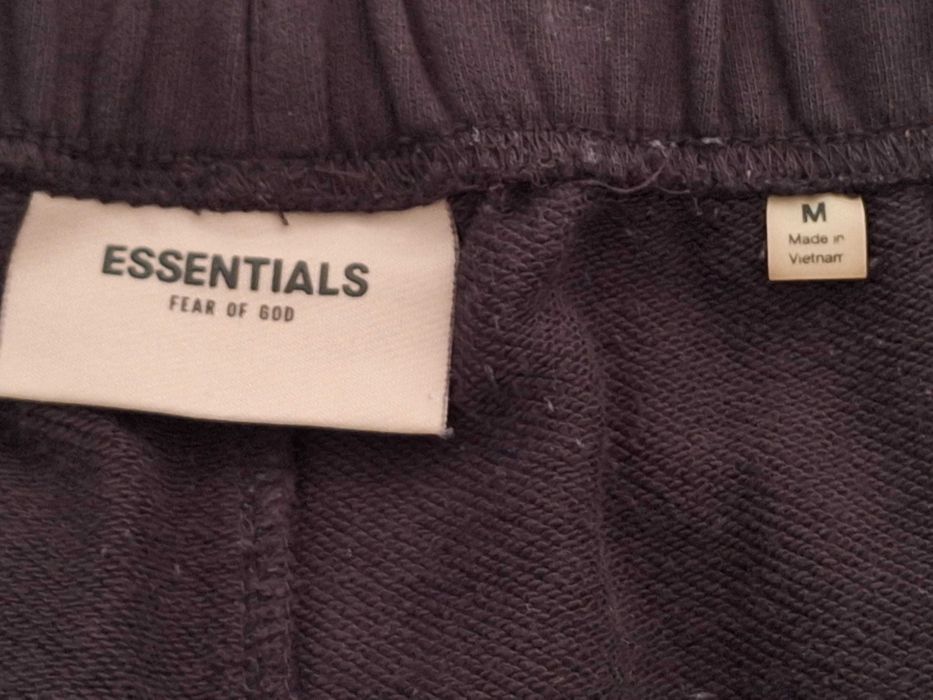 ESSENTIALS
FEAR OF GOD
M
Made in
Vietnam